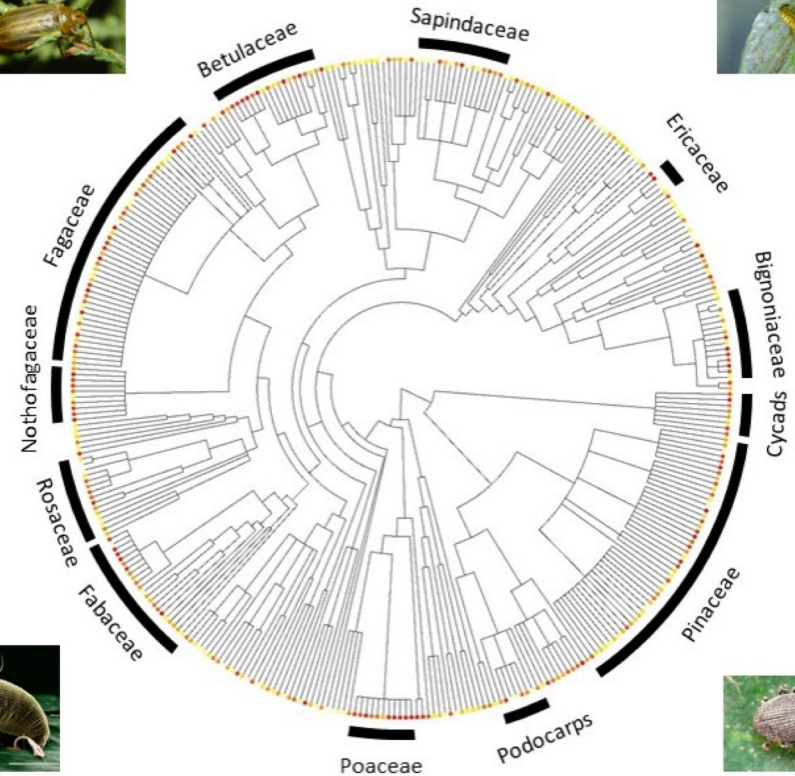 Sapindaceae
Betulaceae
Ericaceae
Fagaceae
Bignoniaceae
Nothofagaceae
Cycads
Rosaceae
Fabaceae
Pinaceae
Podocarps
Poaceae